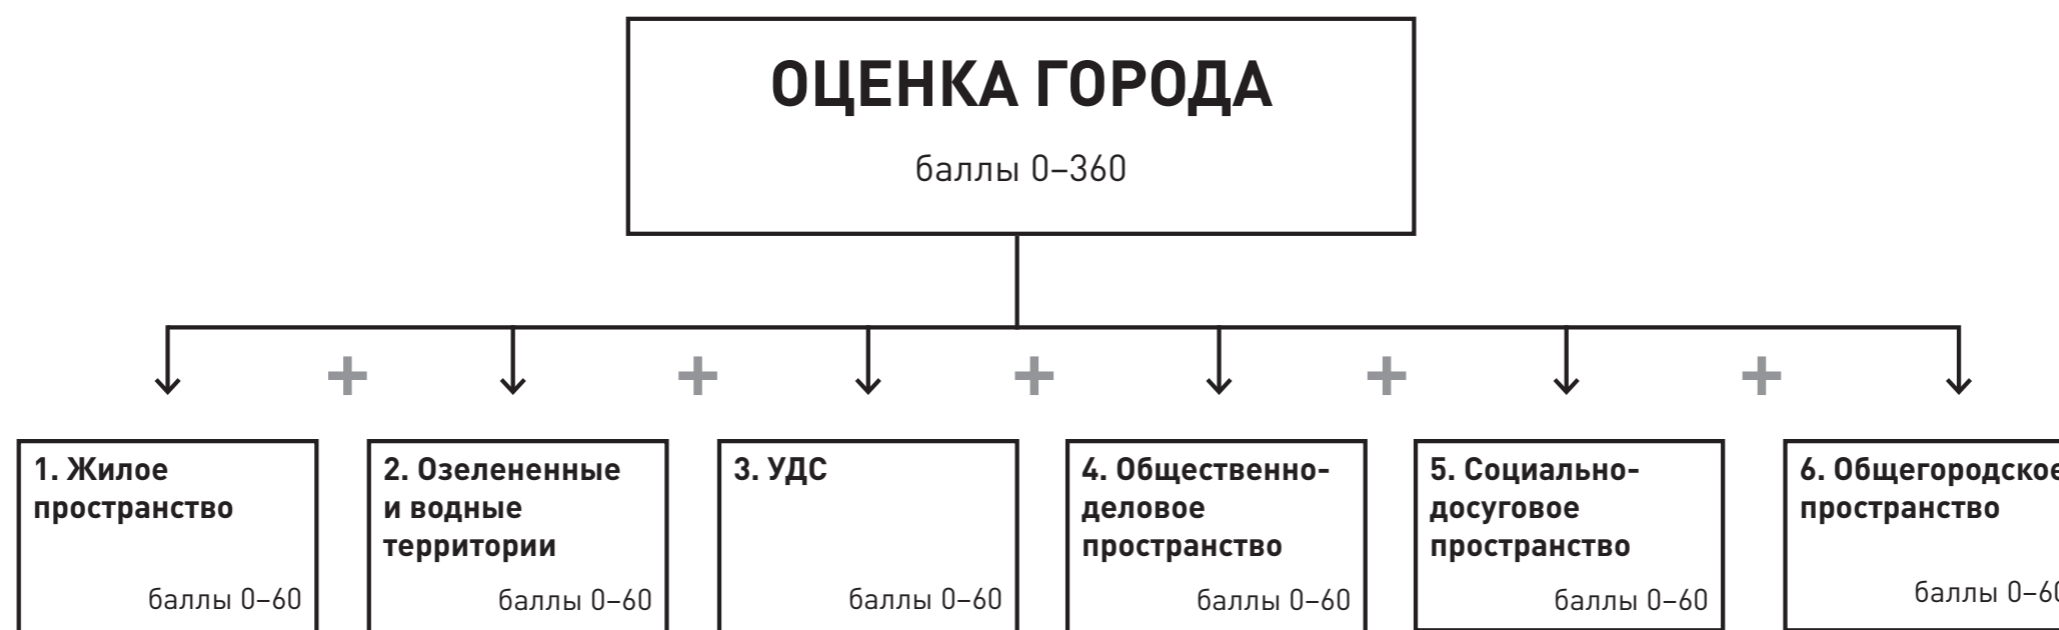 ОЦЕНКА ГОРОДА
баллы 0–360
+ + + + +
1. Жилое
пространство
баллы 0–60
2. Озелененные
и водные
территории
баллы 0–60
3. УДС
баллы 0–60
4. Общественно-
деловое
пространство
баллы 0–60
5. Социально-
досуговое
пространство
баллы 0–60
6. Общегородское
пространство
баллы 0–60